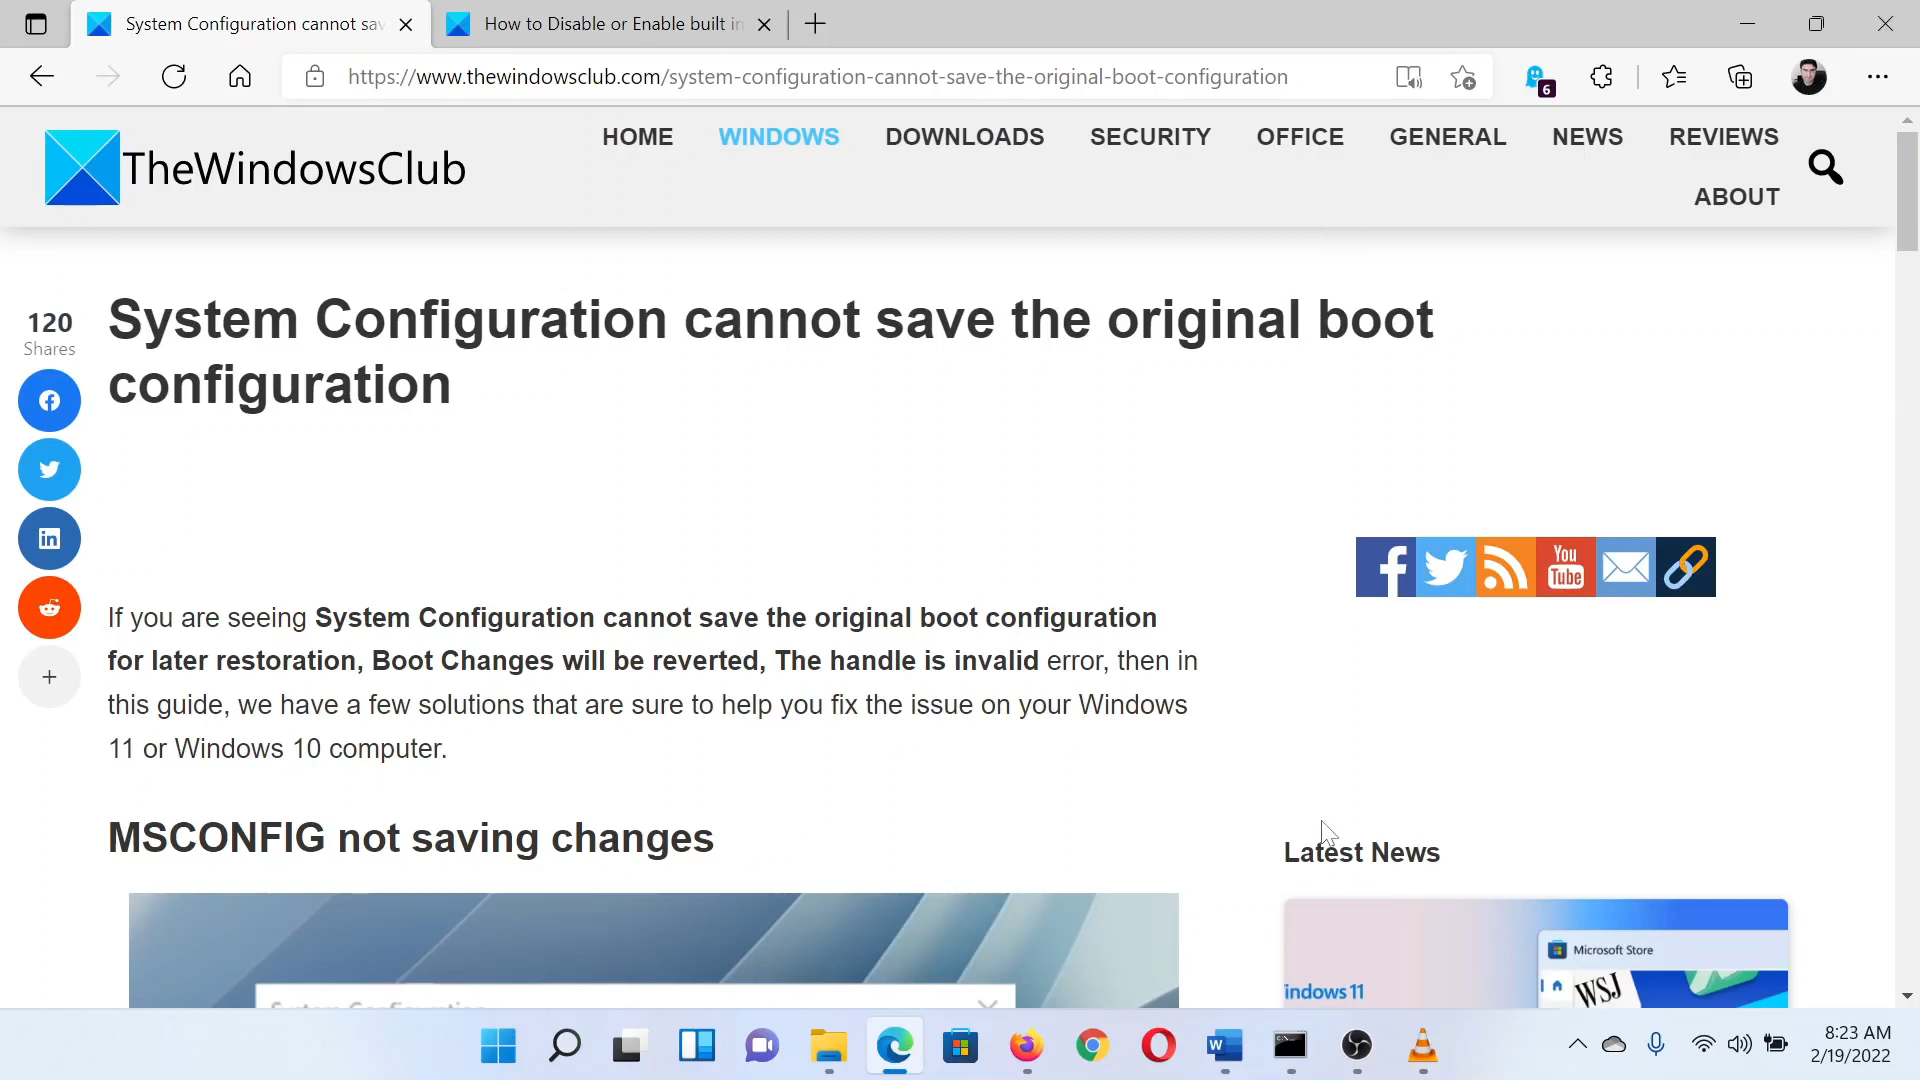 System Configuration cannot sav
How to Disable or Enable built in
https://www.thewindowsclub.com/system-configuration-cannot-save-the-original-boot-configuration
6
TheWindowsClub
HOME WINDOWS DOWNLOADS SECURITY OFFICE GENERAL NEWS REVIEWS
ABOUT
120
Shares
System Configuration cannot save the original boot
configuration
You
Tube
If you are seeing System Configuration cannot save the original boot configuration
for later restoration, Boot Changes will be reverted, The handle is invalid error, then in
this guide, we have a few solutions that are sure to help you fix the issue on your Windows
11 or Windows 10 computer.
MSCONFIG not saving changes
System Configuration
Latest News
Microsoft Store
WSJ
indows 11
8:23 AM
2/19/2022